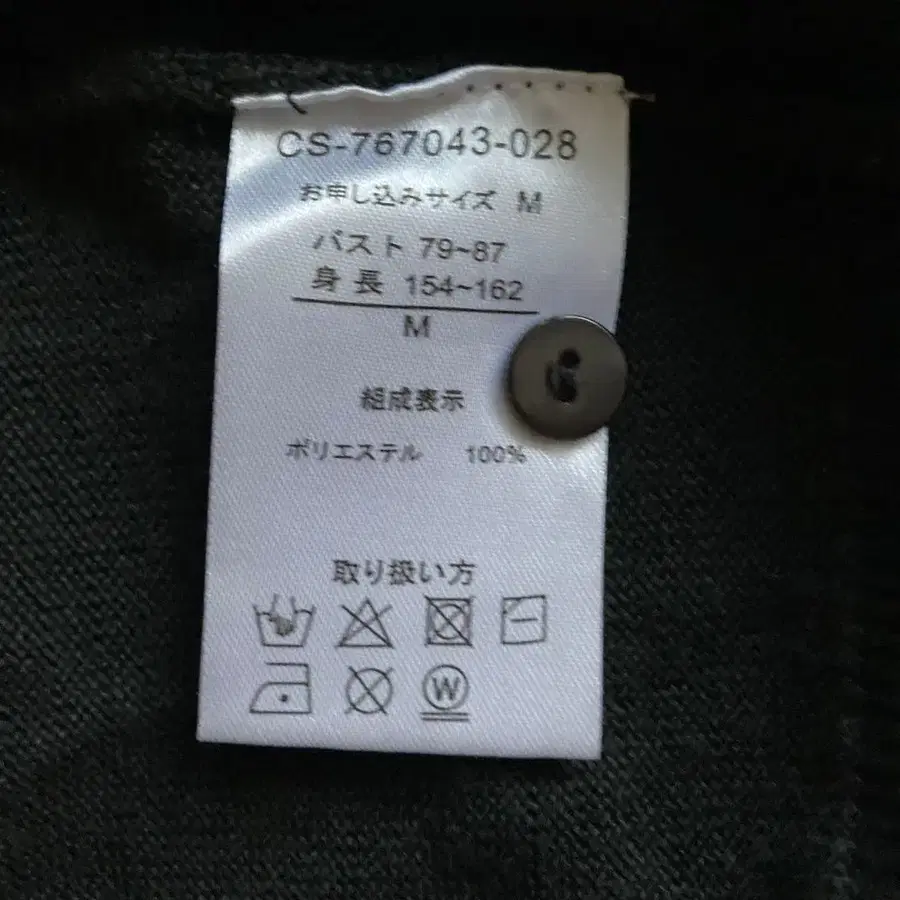 CS-767043-028
お申し込みサイズ M
バスト 79~87
身長 154~162
M
組成表示
ポリエステル 100%
取り扱い方
W